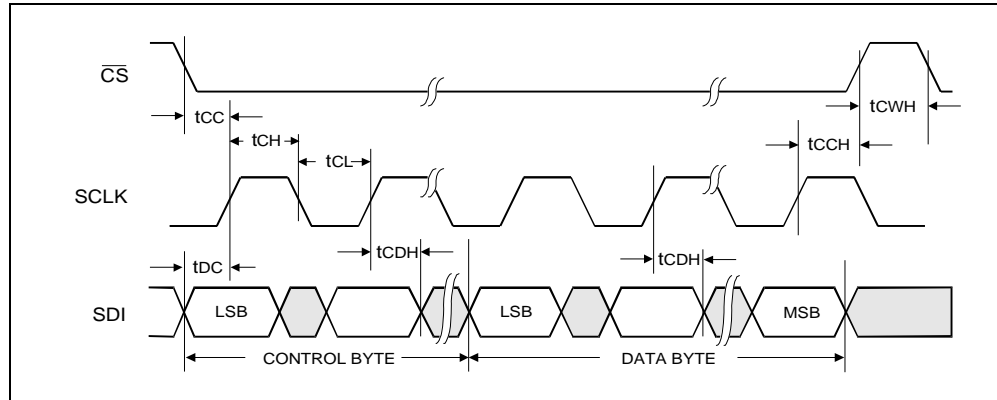 CS
tCC
tCH
tCL
tCWH
tCCH
SCLK
tCDH
tCDH
tDC
SDI
LSB
LSB
MSB
CONTROL BYTE
DATA BYTE